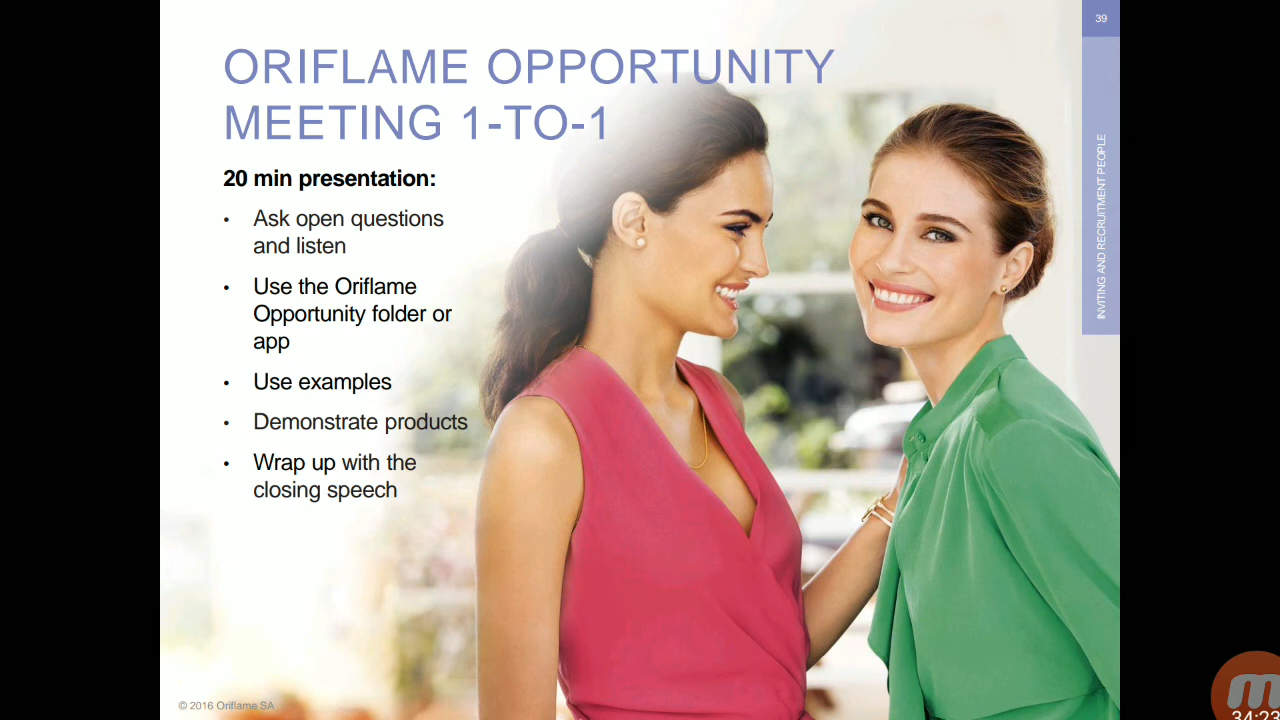 39
ORIFLAME OPPORTUNITY
MEETING 1-TO-1
20 min presentation:
• Ask open questions
and listen
• Use the Oriflame
Opportunity folder or
app
• Use examples
• Demonstrate products
• Wrap up with the
closing speech
INVITING AND RECRUITMENT PEOPLE
© 2016 Oriflame SA
34:23